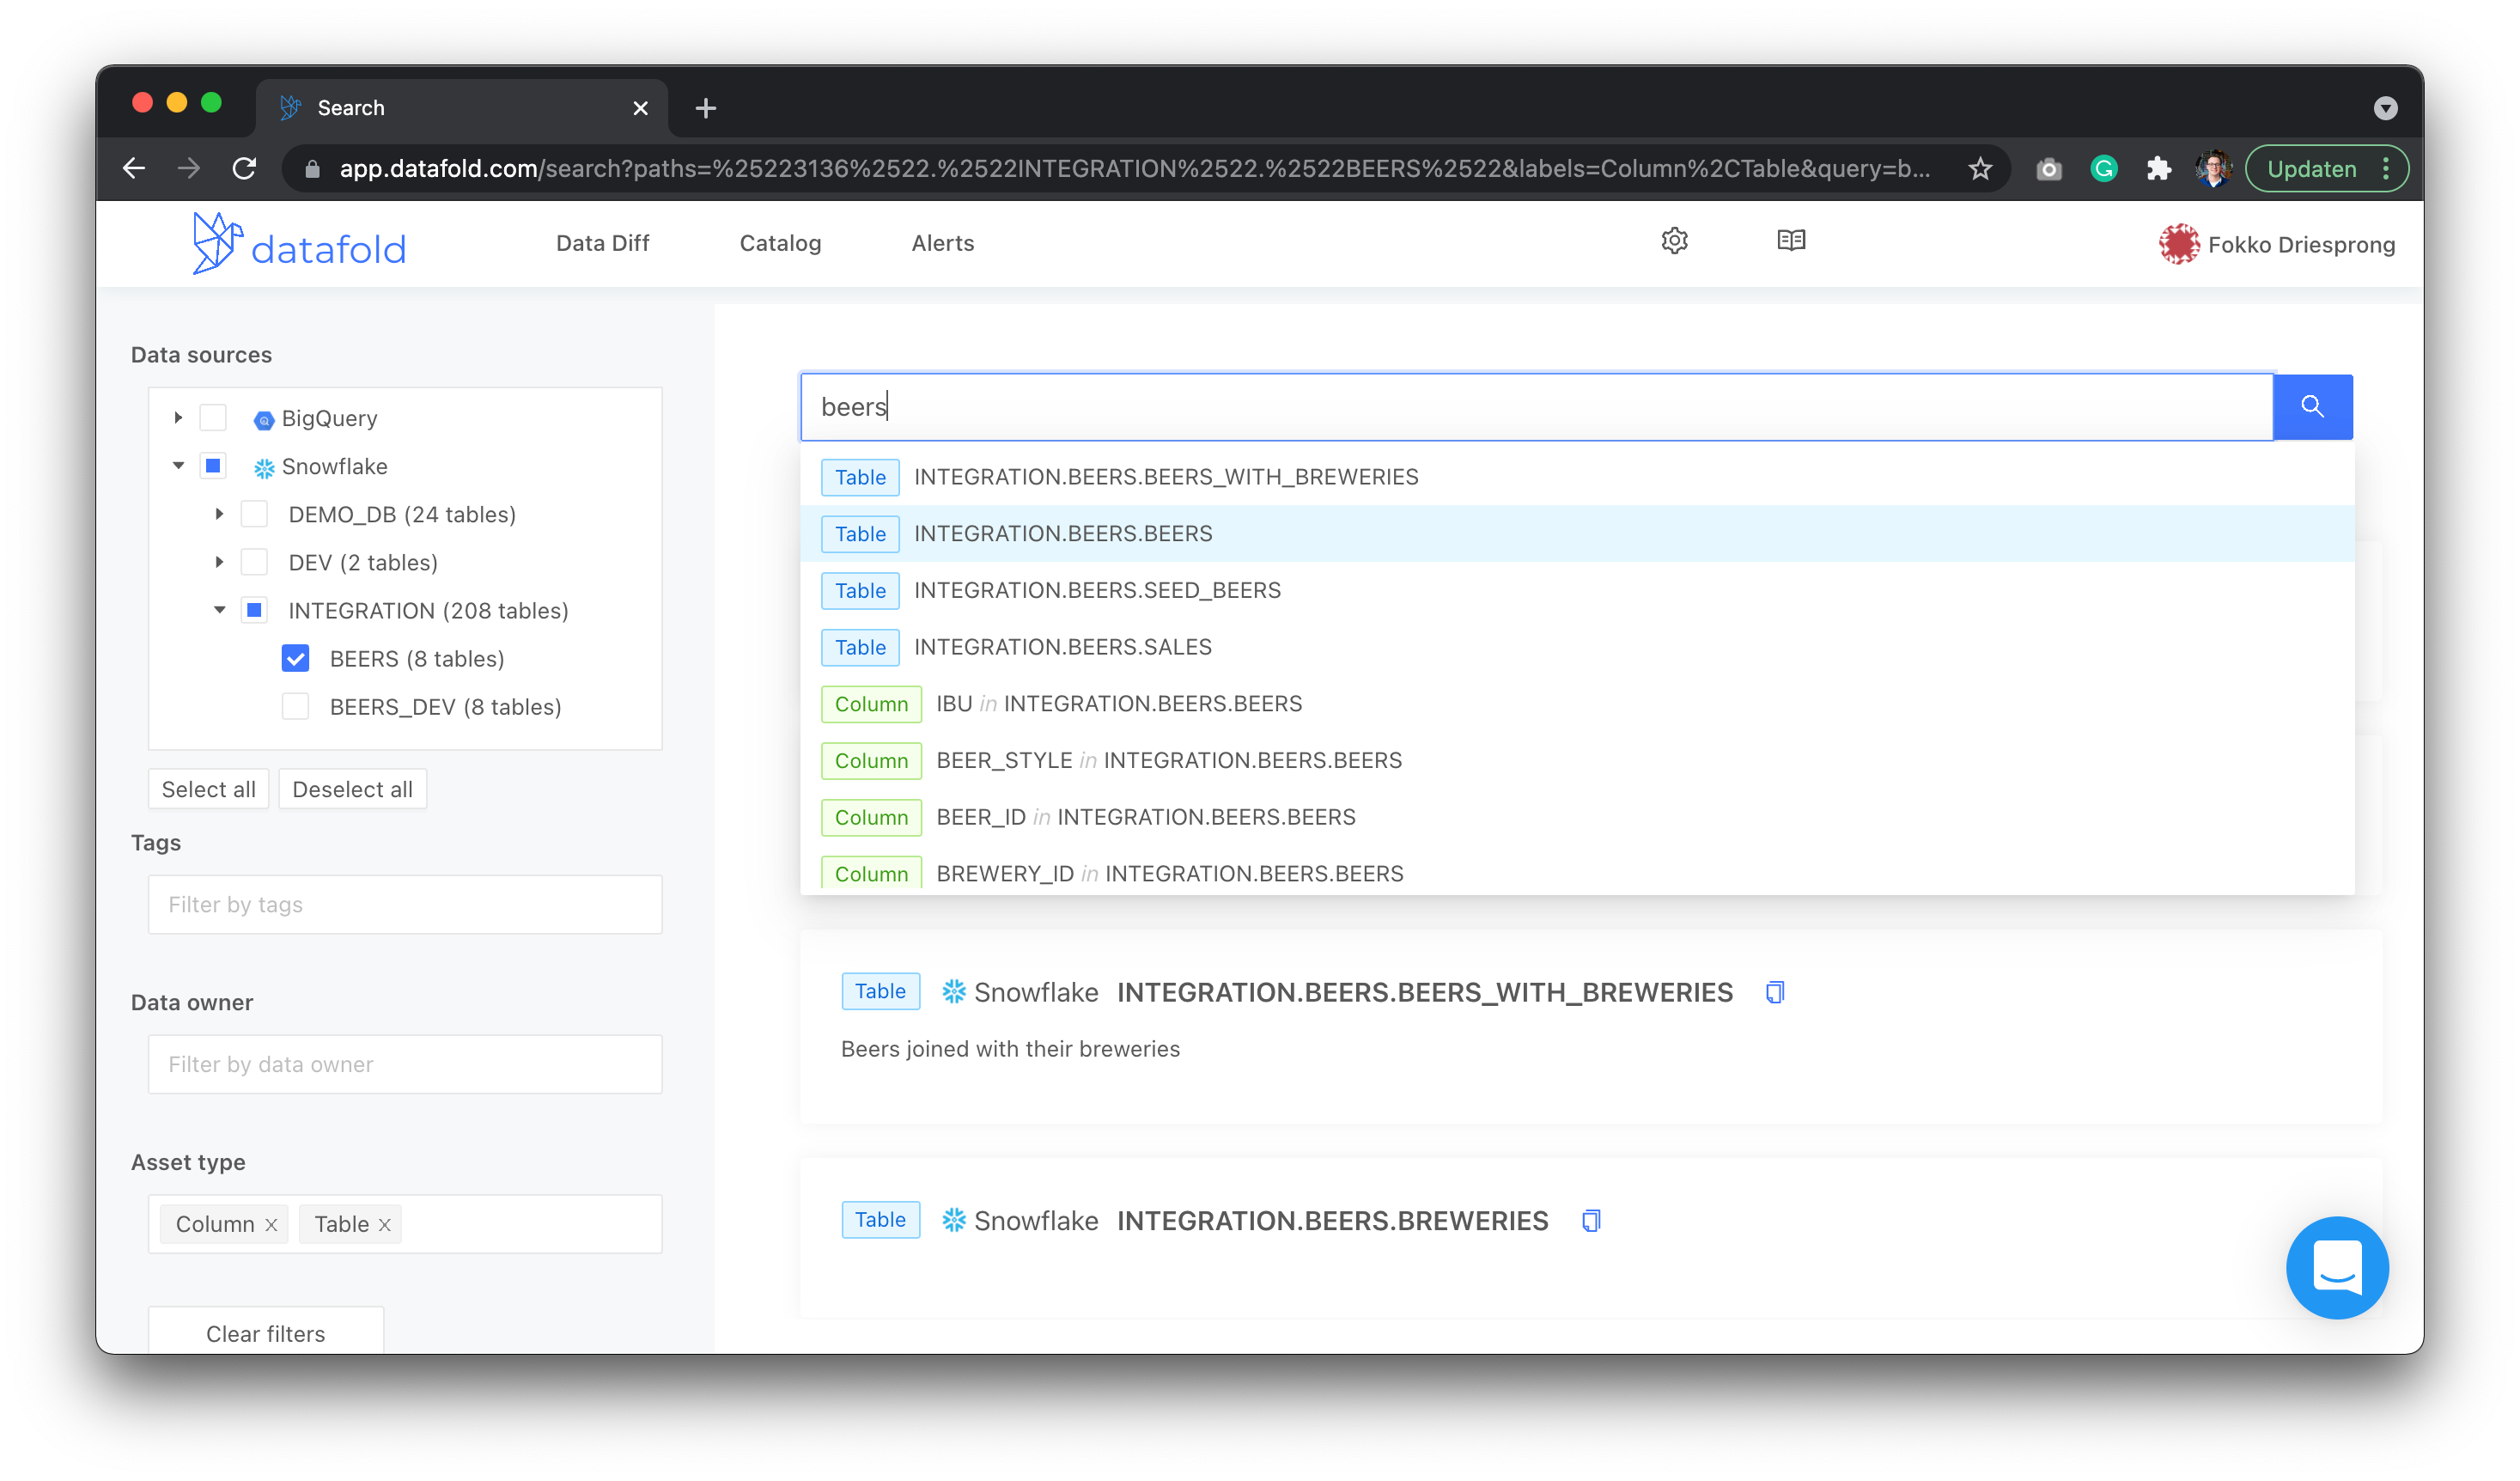 Search
app.datafold.com/search?paths=%25223136%2522.%2522INTEGRATION%2522.%2522BEERS%2522&labels=Column%2CTable&query=b...
Updaten
datafold
Data Diff
Catalog
Alerts
Fokko Driesprong
Data sources
BigQuery
Snowflake
DEMO_DB (24 tables)
DEV (2 tables)
INTEGRATION (208 tables)
BEERS (8 tables)
BEERS_DEV (8 tables)
Select all
Deselect all
Tags
Filter by tags
Data owner
Filter by data owner
Asset type
Column x
Table x
Clear filters
beers
Table INTEGRATION.BEERS.BEERS_WITH_BREWERIES
Table INTEGRATION.BEERS.BEERS
Table INTEGRATION.BEERS.SEED_BEERS
Table INTEGRATION.BEERS.SALES
Column IBU in INTEGRATION.BEERS.BEERS
Column BEER_STYLE in INTEGRATION.BEERS.BEERS
Column BEER_ID in INTEGRATION.BEERS.BEERS
Column BREWERY_ID in INTEGRATION.BEERS.BEERS
Table Snowflake INTEGRATION.BEERS.BEERS_WITH_BREWERIES
Beers joined with their breweries
Table Snowflake INTEGRATION.BEERS.BREWERIES